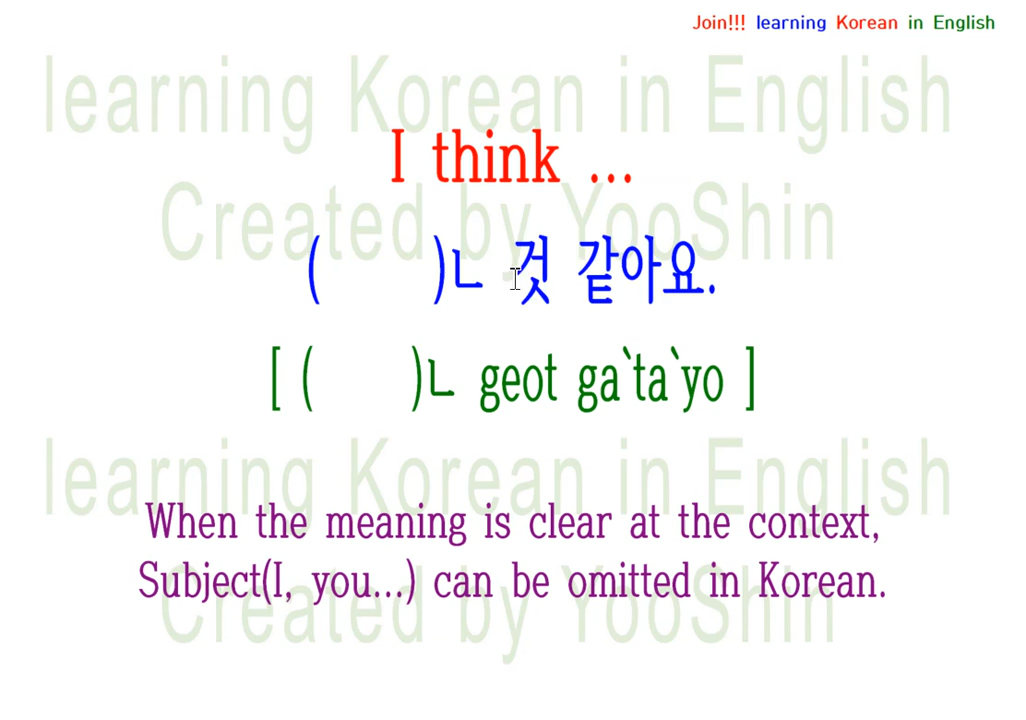 Join!!! learning Korean in English
learning Korean in English
I think ...
Created by YooShin
(        )ㄴ 것 같아요.
[ (        )ㄴ geot ga`ta`yo ]
learning Korean in English
When the meaning is clear at the context,
Subject(I, you...) can be omitted in Korean.
Created by YooShin